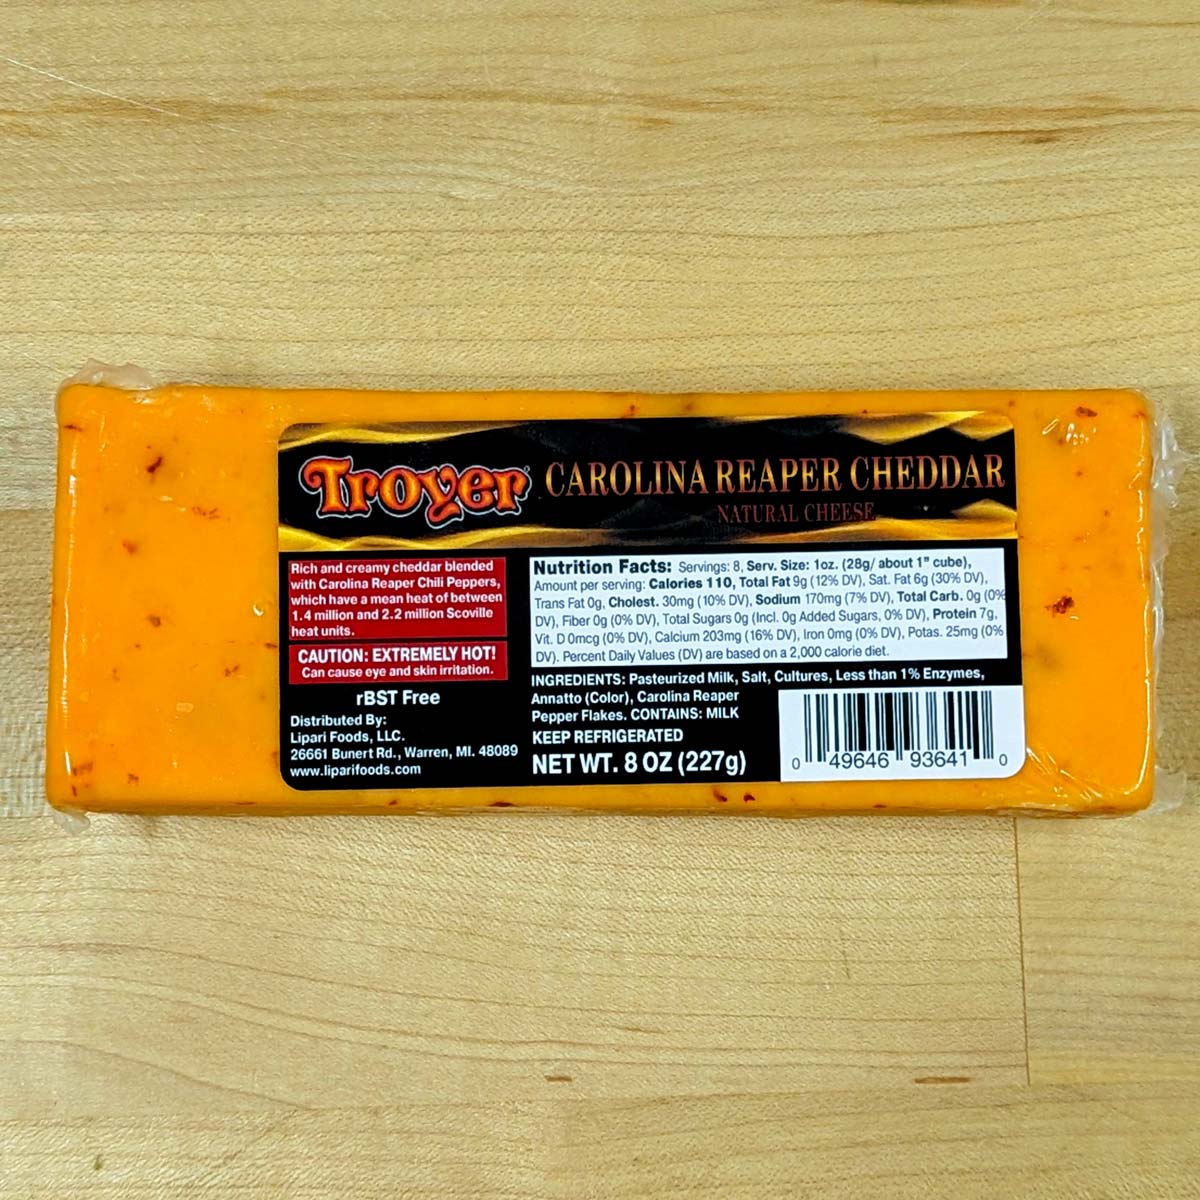 Troyer®
CAROLINA REAPER CHEDDAR
NATURAL CHEESE
Rich and creamy cheddar blended
with Carolina Reaper Chili Peppers,
which have a mean heat of between
1.4 million and 2.2 million Scoville
heat units.
CAUTION: EXTREMELY HOT!
Can cause eye and skin irritation.
rBST Free
Distributed By:
Lipari Foods, LLC.
26661 Bunert Rd., Warren, MI. 48089
www.liparifoods.com
Nutrition Facts: Servings: 8, Serv. Size: 1oz. (28g/ about 1" cube),
Amount per serving: Calories 110, Total Fat 9g (12% DV), Sat. Fat 6g (30% DV),
Trans Fat 0g, Cholest. 30mg (10% DV), Sodium 170mg (7% DV), Total Carb. 0g (0%
DV), Fiber 0g (0% DV), Total Sugars 0g (Incl. 0g Added Sugars, 0% DV), Protein 7g,
Vit. D 0mcg (0% DV), Calcium 203mg (16% DV), Iron 0mg (0% DV), Potas. 25mg (0%
DV). Percent Daily Values (DV) are based on a 2,000 calorie diet.
INGREDIENTS: Pasteurized Milk, Salt, Cultures, Less than 1% Enzymes,
Annatto (Color), Carolina Reaper
Pepper Flakes. CONTAINS: MILK
KEEP REFRIGERATED
NET WT. 8 OZ (227g)
0 49646 93641 0